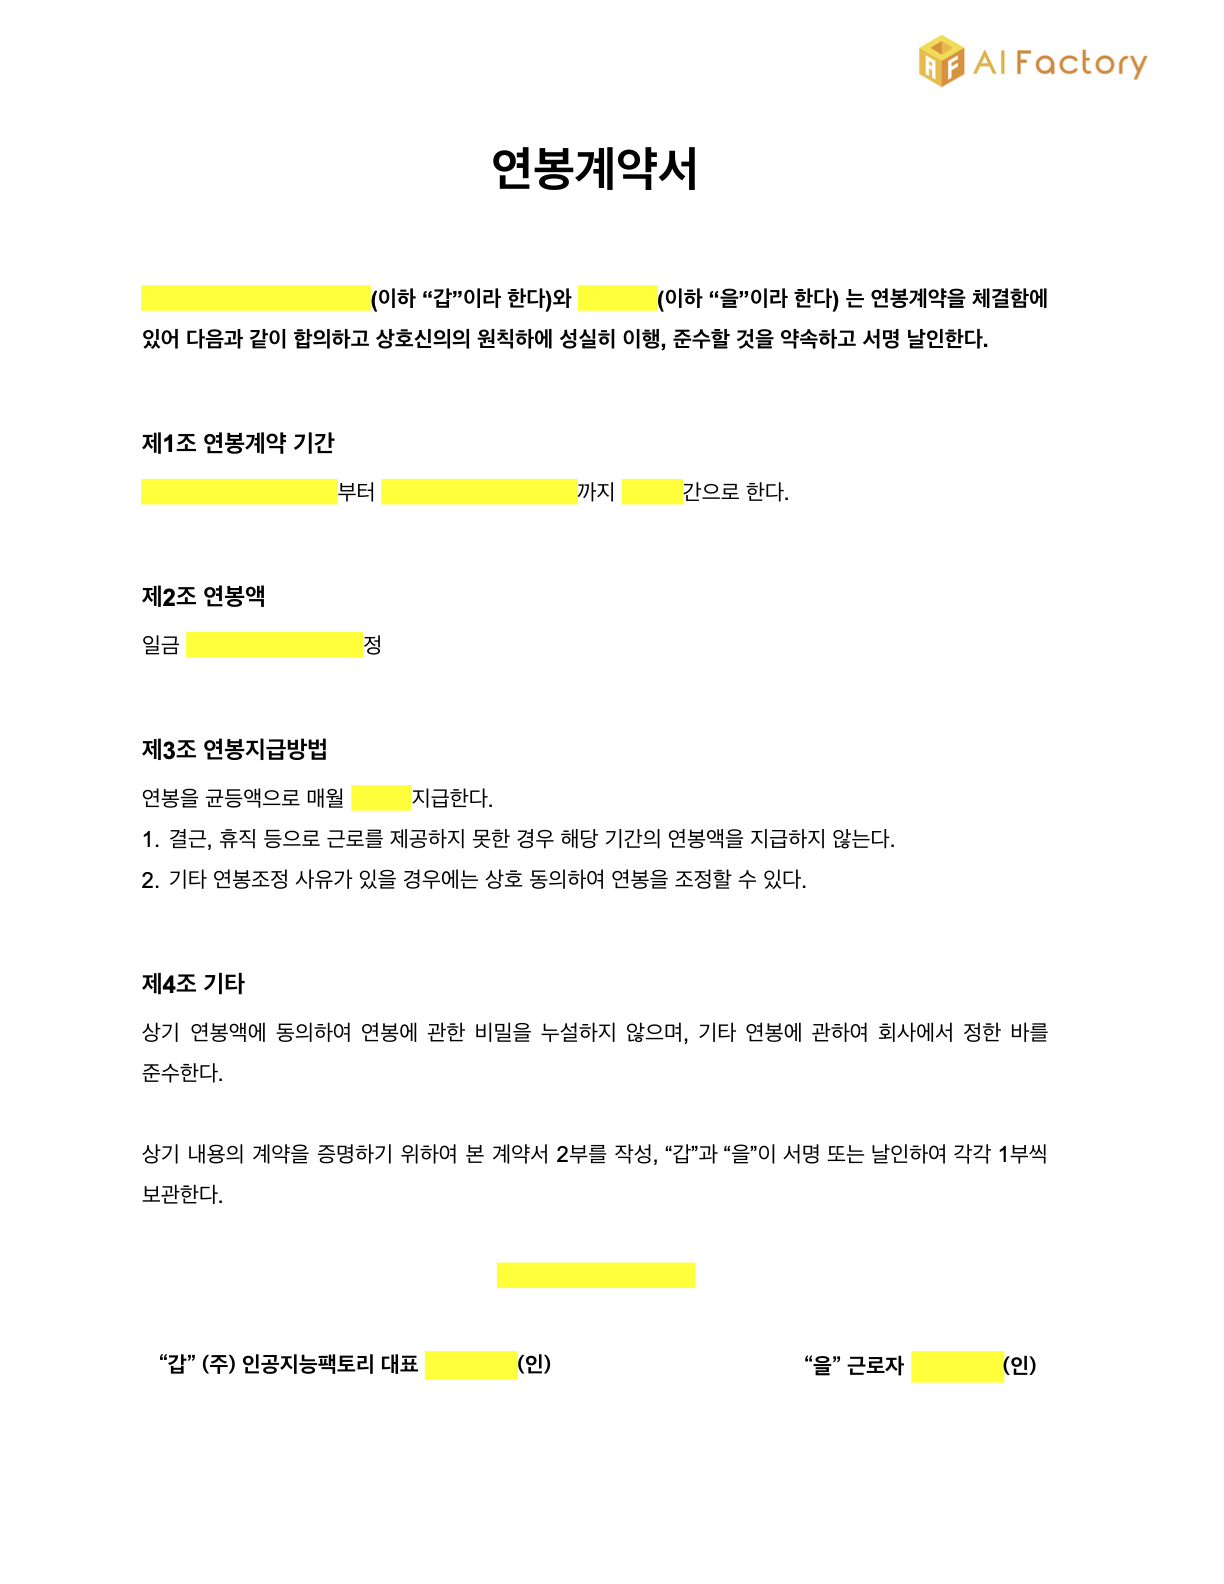 AI Factory
연봉계약서
(이하 “갑”이라 한다)와 (이하 “을”이라 한다) 는 연봉계약을 체결함에
있어 다음과 같이 합의하고 상호신의의 원칙하에 성실히 이행, 준수할 것을 약속하고 서명 날인한다.
제1조 연봉계약 기간
부터 까지 간으로 한다.
제2조 연봉액
일금 정
제3조 연봉지급방법
연봉을 균등액으로 매월 지급한다.
1. 결근, 휴직 등으로 근로를 제공하지 못한 경우 해당 기간의 연봉액을 지급하지 않는다.
2. 기타 연봉조정 사유가 있을 경우에는 상호 동의하여 연봉을 조정할 수 있다.
제4조 기타
상기 연봉액에 동의하여 연봉에 관한 비밀을 누설하지 않으며, 기타 연봉에 관하여 회사에서 정한 바를
준수한다.
상기 내용의 계약을 증명하기 위하여 본 계약서 2부를 작성, “갑”과 “을”이 서명 또는 날인하여 각각 1부씩
보관한다.
“갑” (주) 인공지능팩토리 대표 (인) “을” 근로자 (인)